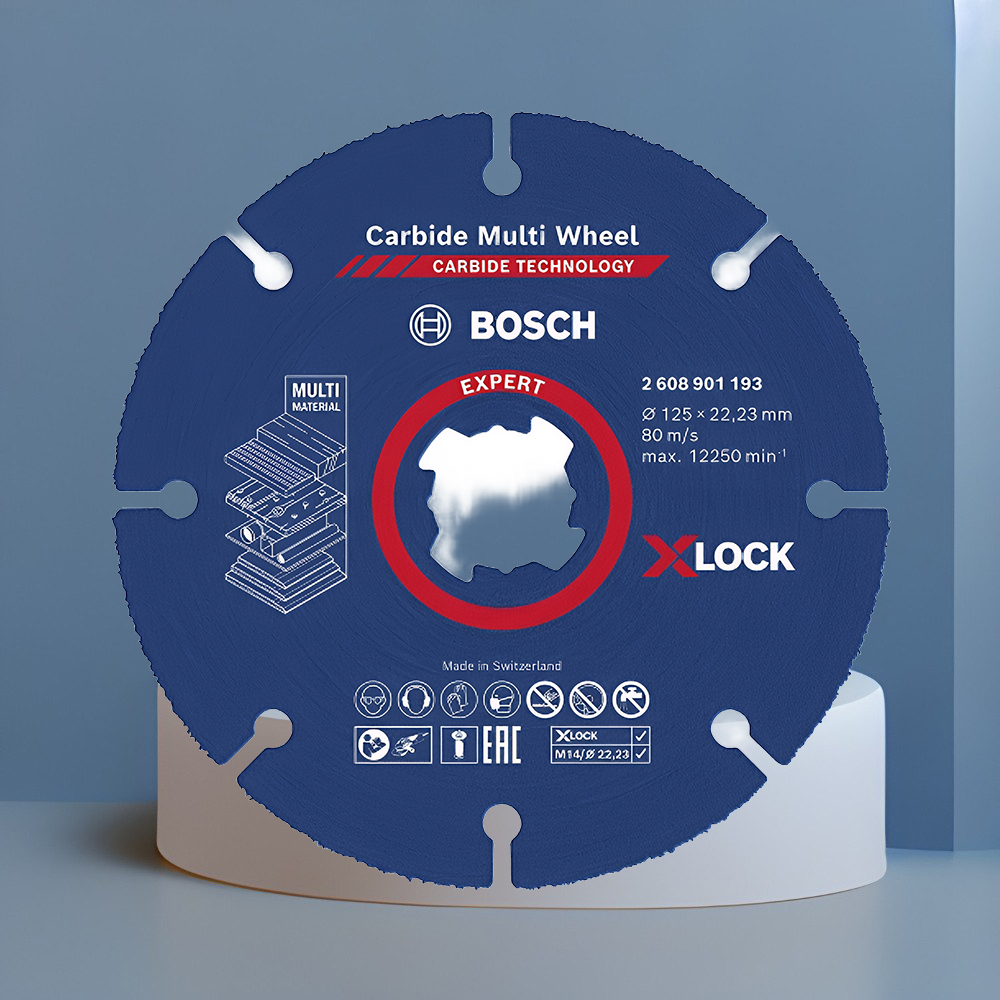 Carbide Multi Wheel
CARBIDE TECHNOLOGY
BOSCH
EXPERT
MULTI
MATERIAL
2 608 901 193
Ø 125 × 22,23 mm
80 m/s
max. 12250 min⁻¹
XLOCK
Made in Switzerland
EAC
XLOCK ✓
M14/Ø 22,23 ✓